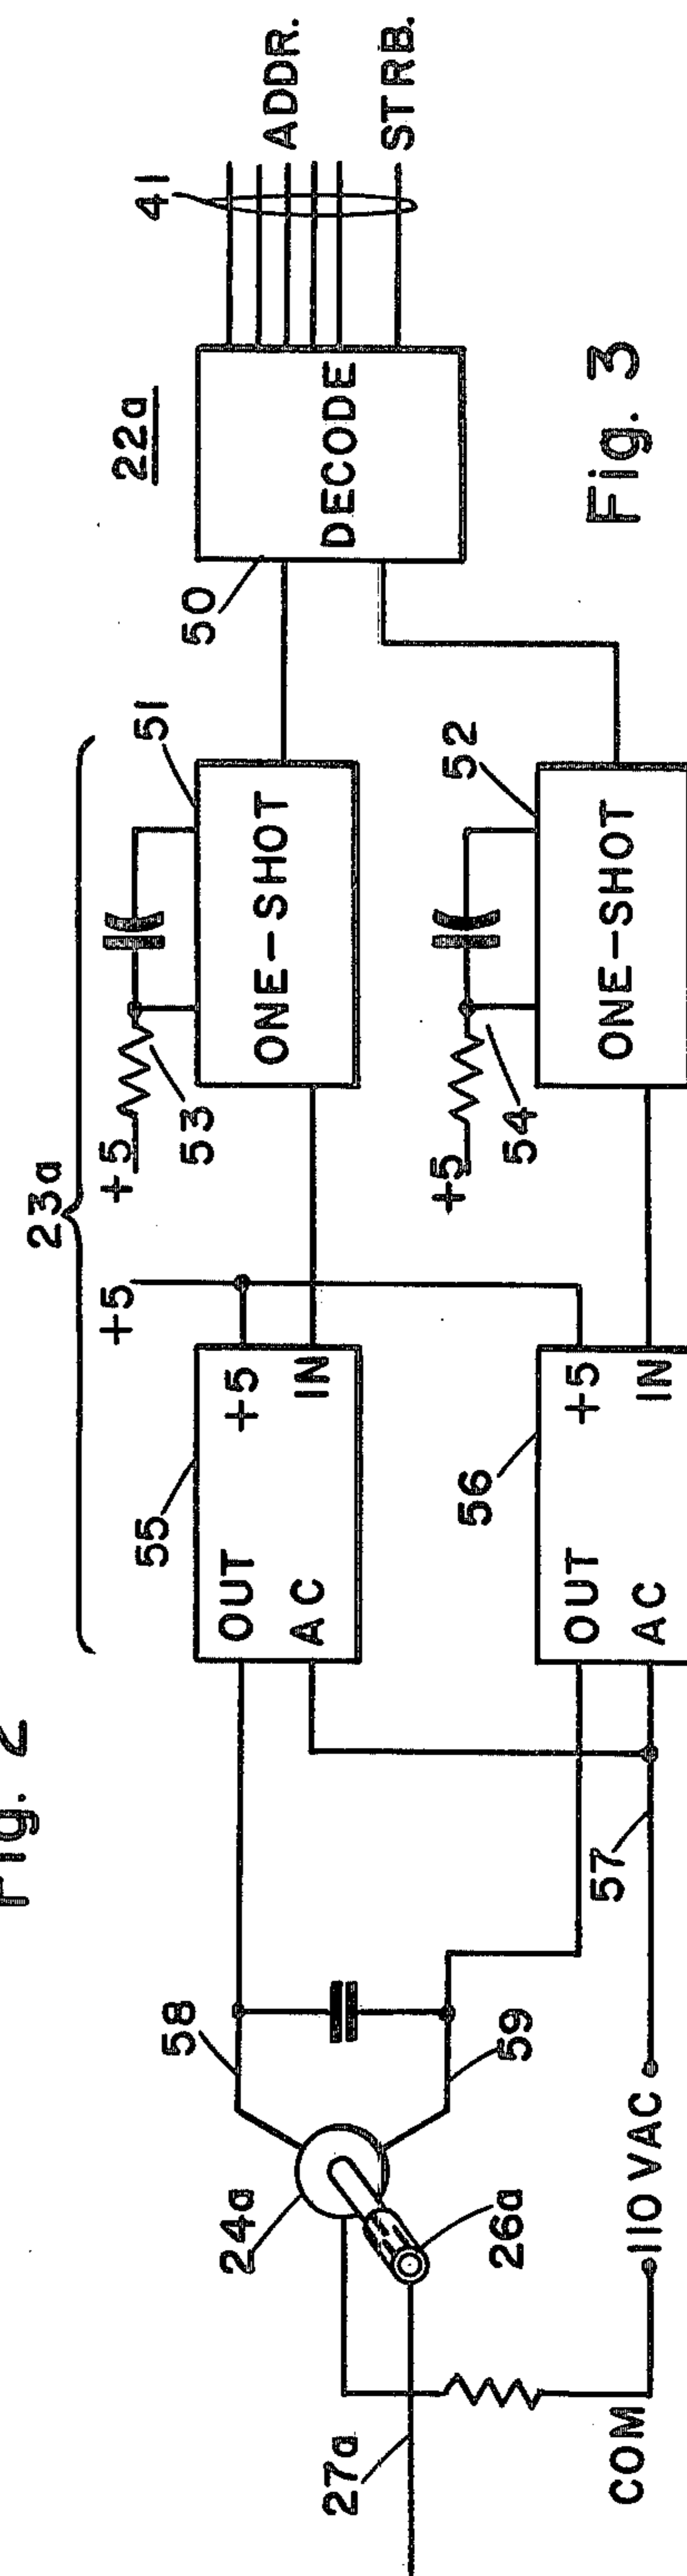 Fig. 2
23a
22a
41
ADDR.
STRB.
+5
+5
53
51
50
55
OUT
+5
AC
IN
ONE-SHOT
DECODE
58
24a
26a
59
27a
+5
54
52
56
OUT
+5
AC
IN
ONE-SHOT
57
COM
110 VAC
Fig. 3